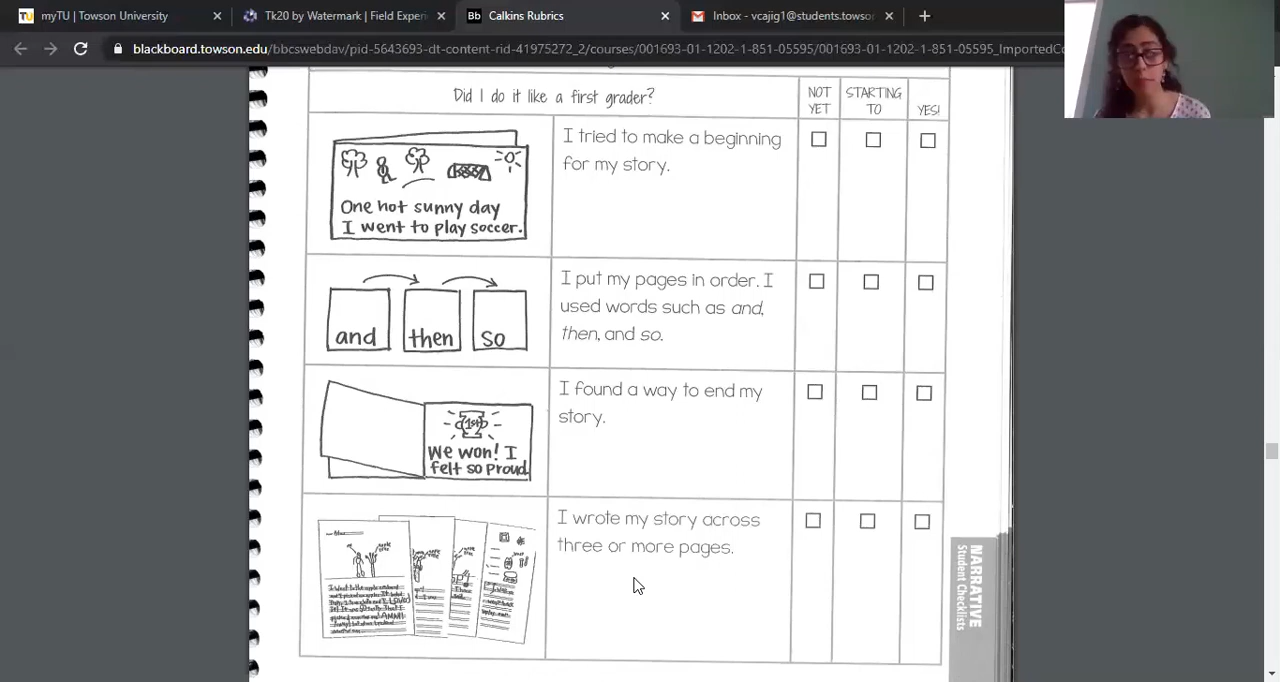 myTU | Towson University
Tk20 by Watermark | Field Exper
Bb Calkins Rubrics
Inbox - vcajig1@students.towso
blackboard.towson.edu/bbcswebdav/pid-5643693-dt-content-rid-41975272_2/courses/001693-01-1202-1-851-05595/001693-01-1202-1-851-05595_ImportedCo
Did I do it like a first grader?
NOT YET
STARTING TO
YES!
One hot sunny day
I went to play soccer.
I tried to make a beginning
for my story.
and then so
I put my pages in order. I
used words such as and,
then, and so.
1st
We won! I
felt so proud.
I found a way to end my
story.
I wrote my story across
three or more pages.
NARRATIVE
Student Checklists